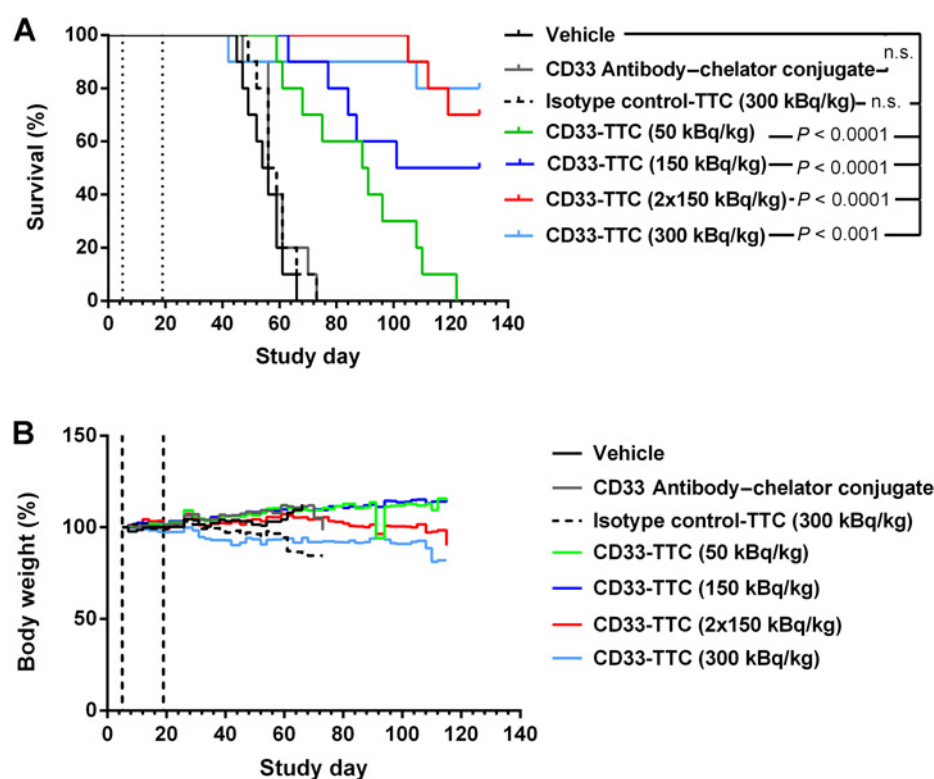 A
Survival (%)
100
80
60
40
20
0
0 20 40 60 80 100 120 140
Study day
Vehicle
n.s.
CD33 Antibody–chelator conjugate
Isotype control-TTC (300 kBq/kg) n.s.
CD33-TTC (50 kBq/kg) P < 0.0001
CD33-TTC (150 kBq/kg) P < 0.0001
CD33-TTC (2x150 kBq/kg) P < 0.0001
CD33-TTC (300 kBq/kg) P < 0.001
B
Body weight (%)
150
100
50
0
0 20 40 60 80 100 120 140
Study day
Vehicle
CD33 Antibody–chelator conjugate
Isotype control-TTC (300 kBq/kg)
CD33-TTC (50 kBq/kg)
CD33-TTC (150 kBq/kg)
CD33-TTC (2x150 kBq/kg)
CD33-TTC (300 kBq/kg)